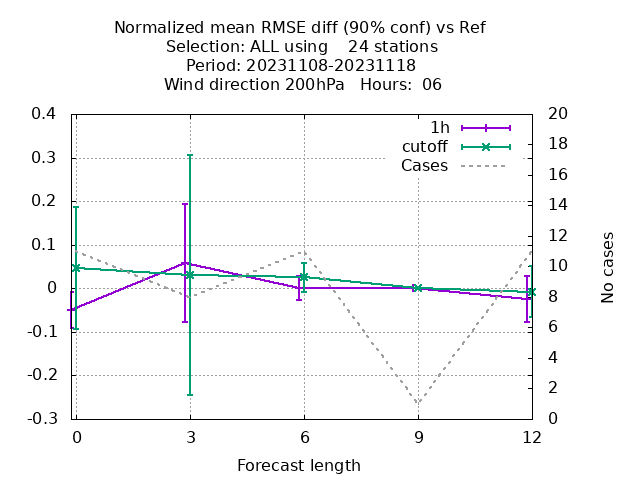 Normalized mean RMSE diff (90% conf) vs Ref
Selection: ALL using    24 stations
Period: 20231108-20231118
Wind direction 200hPa   Hours:  06
0.4
0.3
0.2
0.1
0
-0.1
-0.2
-0.3
20
18
16
14
12
10
8
6
4
2
0
1h
cutoff
Cases
No cases
0 3 6 9 12
Forecast length